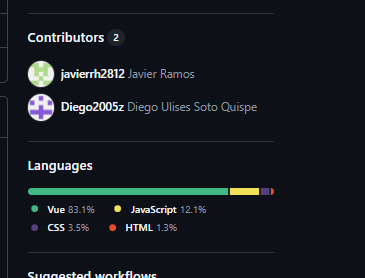 Contributors 2
javierrh2812 Javier Ramos
Diego2005z Diego Ulises Soto Quispe
Languages
Vue 83.1% JavaScript 12.1%
CSS 3.5% HTML 1.3%
Suggested workflows